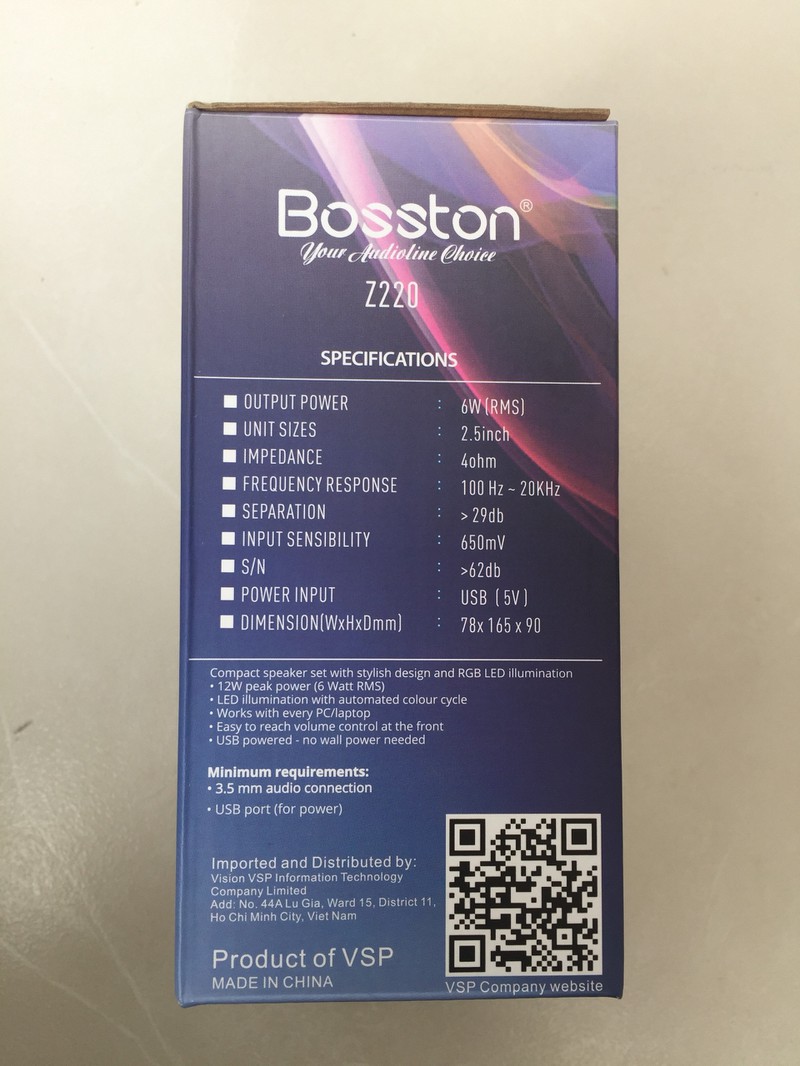 Bosston®
Your Audioline Choice
Z220
SPECIFICATIONS
■ OUTPUT POWER : 6W(RMS)
■ UNIT SIZES : 2.5inch
■ IMPEDANCE : 4ohm
■ FREQUENCY RESPONSE : 100 Hz ~ 20KHz
■ SEPARATION : > 29db
■ INPUT SENSIBILITY : 650mV
■ S/N : >62db
■ POWER INPUT : USB ( 5V )
■ DIMENSION(WxHxDmm) : 78x 165 x 90
Compact speaker set with stylish design and RGB LED illumination
• 12W peak power (6 Watt RMS)
• LED illumination with automated colour cycle
• Works with every PC/laptop
• Easy to reach volume control at the front
• USB powered - no wall power needed
Minimum requirements:
• 3.5 mm audio connection
• USB port (for power)
Imported and Distributed by:
Vision VSP Information Technology
Company Limited
Add: No. 44A Lu Gia, Ward 15, District 11,
Ho Chi Minh City, Viet Nam
Product of VSP
MADE IN CHINA
VSP Company website